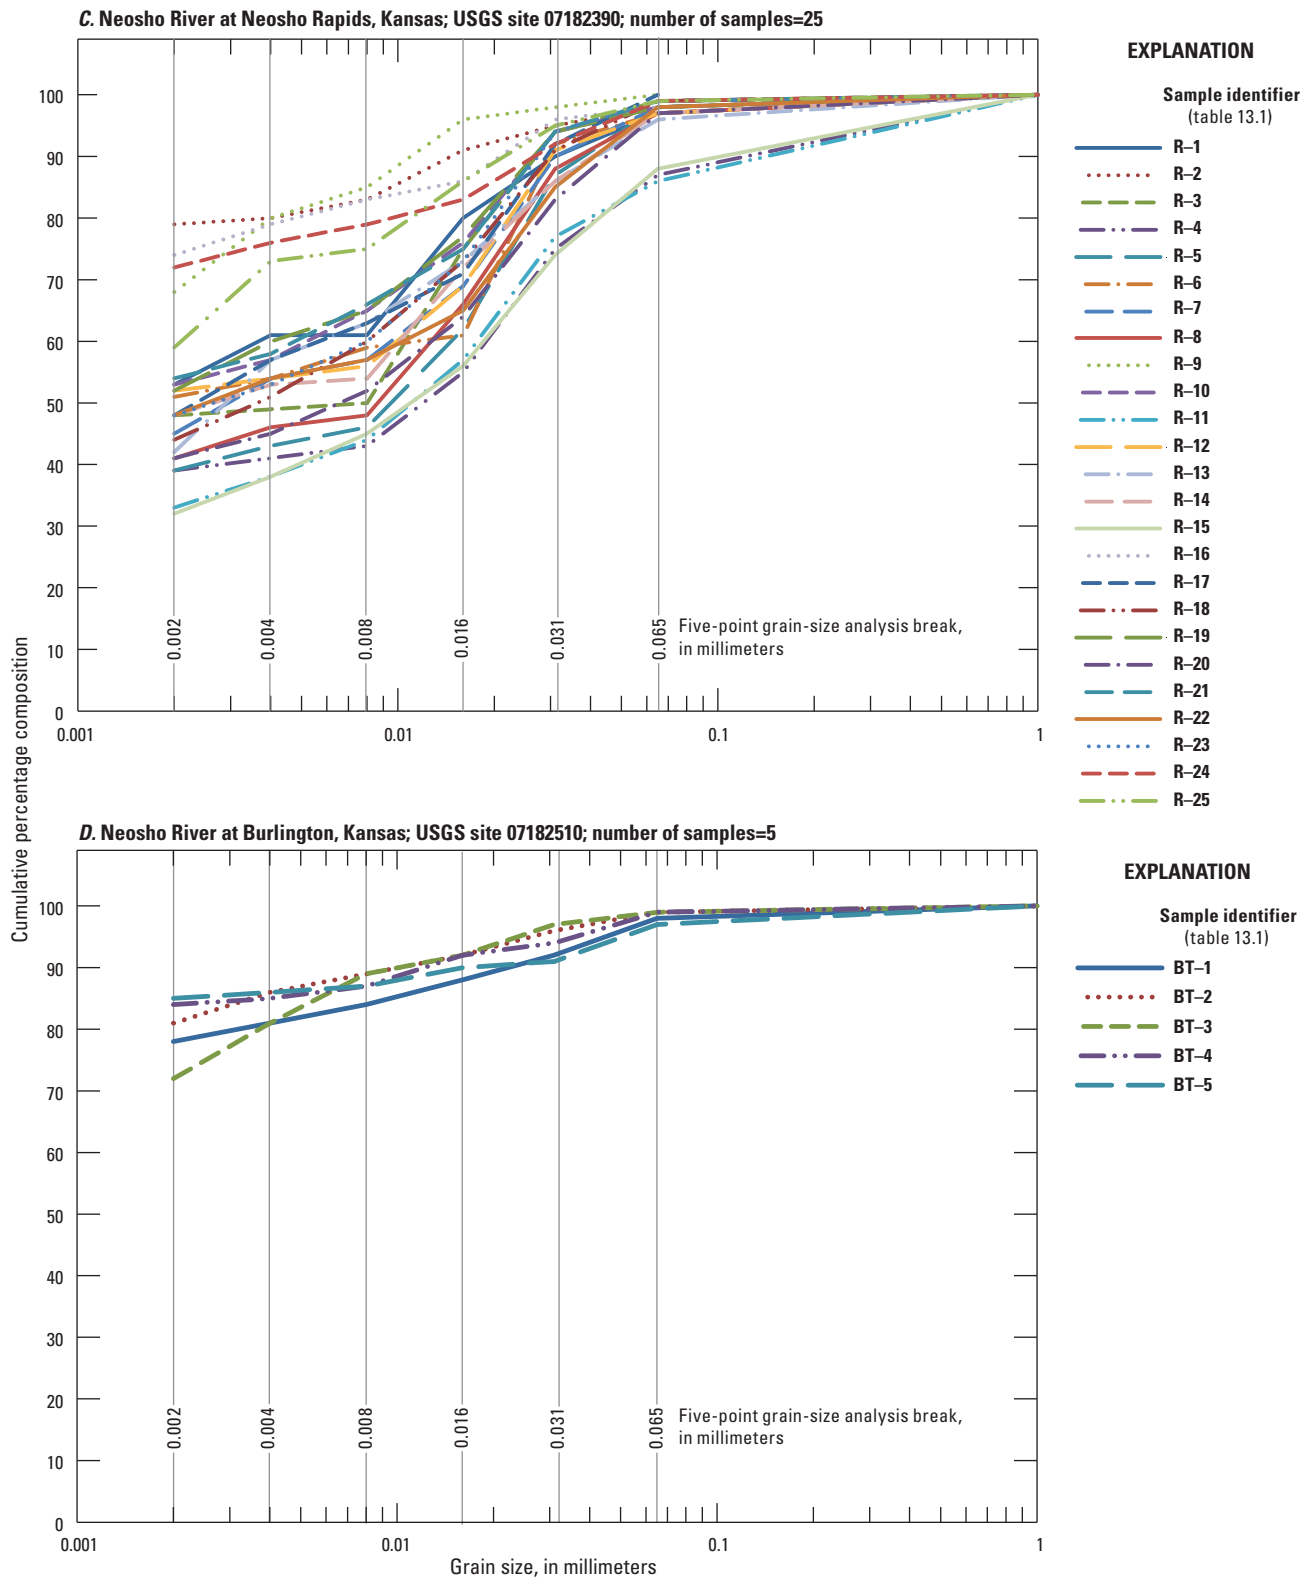 C. Neosho River at Neosho Rapids, Kansas; USGS site 07182390; number of samples=25
100
90
80
70
60
50
40
30
20
10
0
0.002
0.004
0.008
0.016
0.031
0.065
Five-point grain-size analysis break,
in millimeters
0.001
0.01
0.1
1
EXPLANATION
Sample identifier
(table 13.1)
R–1
R–2
R–3
R–4
R–5
R–6
R–7
R–8
R–9
R–10
R–11
R–12
R–13
R–14
R–15
R–16
R–17
R–18
R–19
R–20
R–21
R–22
R–23
R–24
R–25
Cumulative percentage composition
D. Neosho River at Burlington, Kansas; USGS site 07182510; number of samples=5
100
90
80
70
60
50
40
30
20
10
0
0.002
0.004
0.008
0.016
0.031
0.065
Five-point grain-size analysis break,
in millimeters
0.001
0.01
0.1
1
Grain size, in millimeters
EXPLANATION
Sample identifier
(table 13.1)
BT–1
BT–2
BT–3
BT–4
BT–5